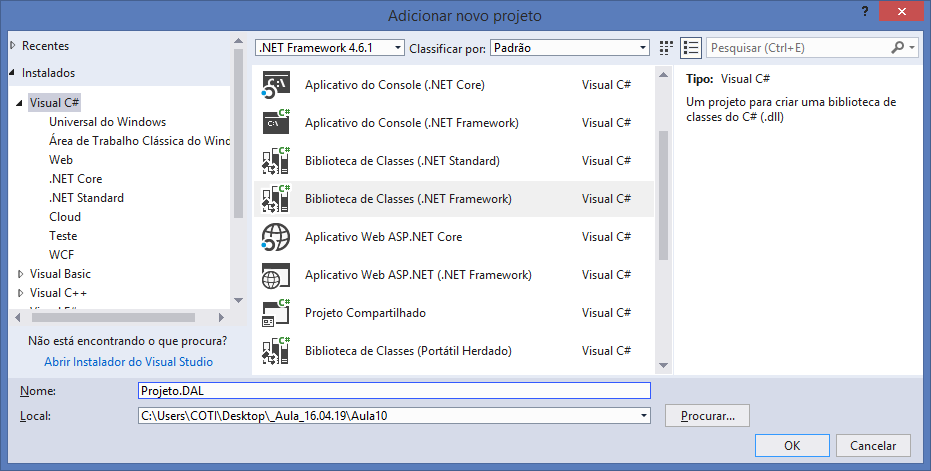 Adicionar novo projeto
?
Recentes
Instalados
Visual C#
Universal do Windows
Área de Trabalho Clássica do Wind
Web
.NET Core
.NET Standard
Cloud
Teste
WCF
Visual Basic
Visual C++
Não está encontrando o que procura?
Abrir Instalador do Visual Studio
.NET Framework 4.6.1 Classificar por: Padrão
Aplicativo do Console (.NET Core) Visual C#
Aplicativo do Console (.NET Framework) Visual C#
Biblioteca de Classes (.NET Standard) Visual C#
Biblioteca de Classes (.NET Framework) Visual C#
Aplicativo Web ASP.NET Core Visual C#
Aplicativo Web ASP.NET (.NET Framework) Visual C#
Projeto Compartilhado Visual C#
Biblioteca de Classes (Portátil Herdado) Visual C#
Pesquisar (Ctrl+E)
Tipo: Visual C#
Um projeto para criar uma biblioteca de
classes do C# (.dll)
Nome: Projeto.DAL
Local: C:\Users\COTI\Desktop\_Aula_16.04.19\Aula10 Procurar...
OK Cancelar